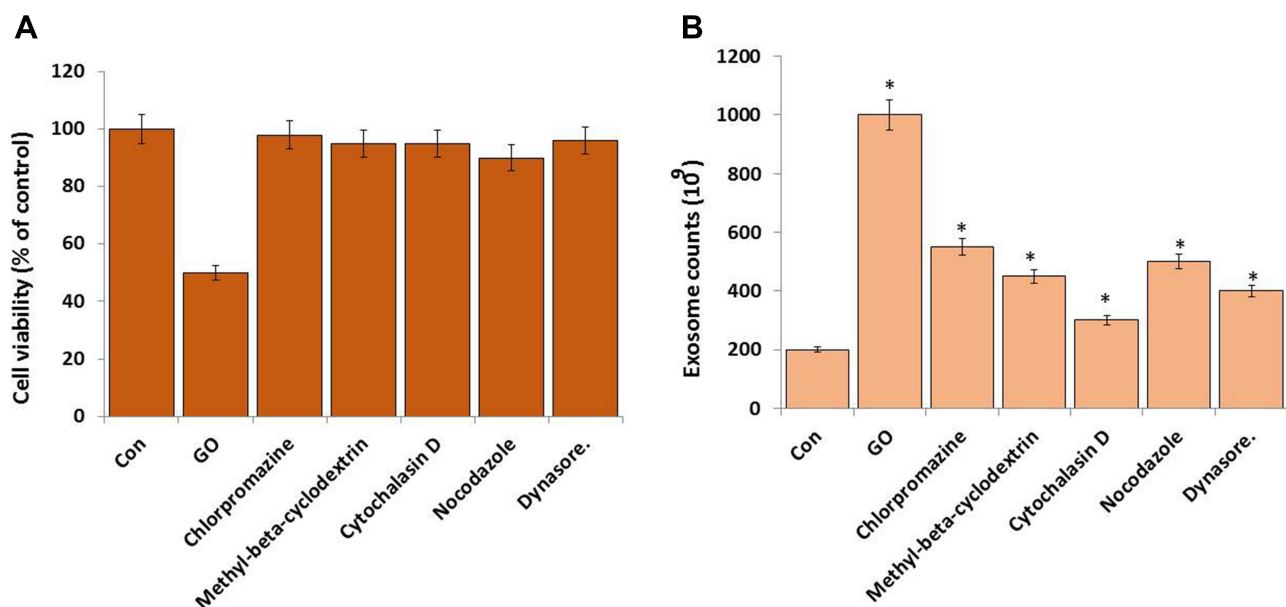 A
Cell viability (% of control)
120
100
80
60
40
20
0
Con
GO
Chlorpromazine
Methyl-beta-cyclodextrin
Cytochalasin D
Nocodazole
Dynasore.
B
Exosome counts (10⁹)
1200
1000
800
600
400
200
0
*
*
*
*
*
*
Con
GO
Chlorpromazine
Methyl-beta-cyclodextrin
Cytochalasin D
Nocodazole
Dynasore.